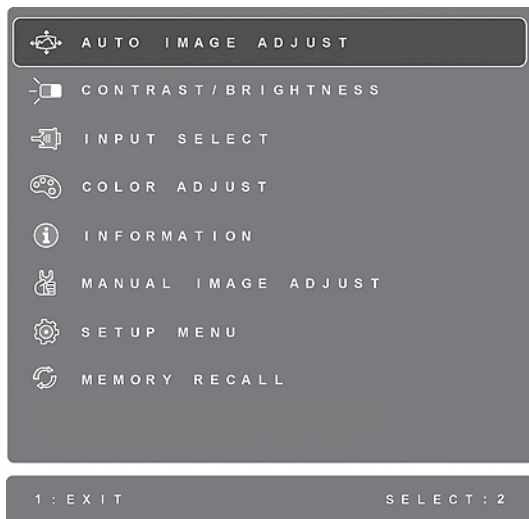 AUTO IMAGE ADJUST
CONTRAST/BRIGHTNESS
INPUT SELECT
COLOR ADJUST
INFORMATION
MANUAL IMAGE ADJUST
SETUP MENU
MEMORY RECALL
1:EXIT SELECT:2